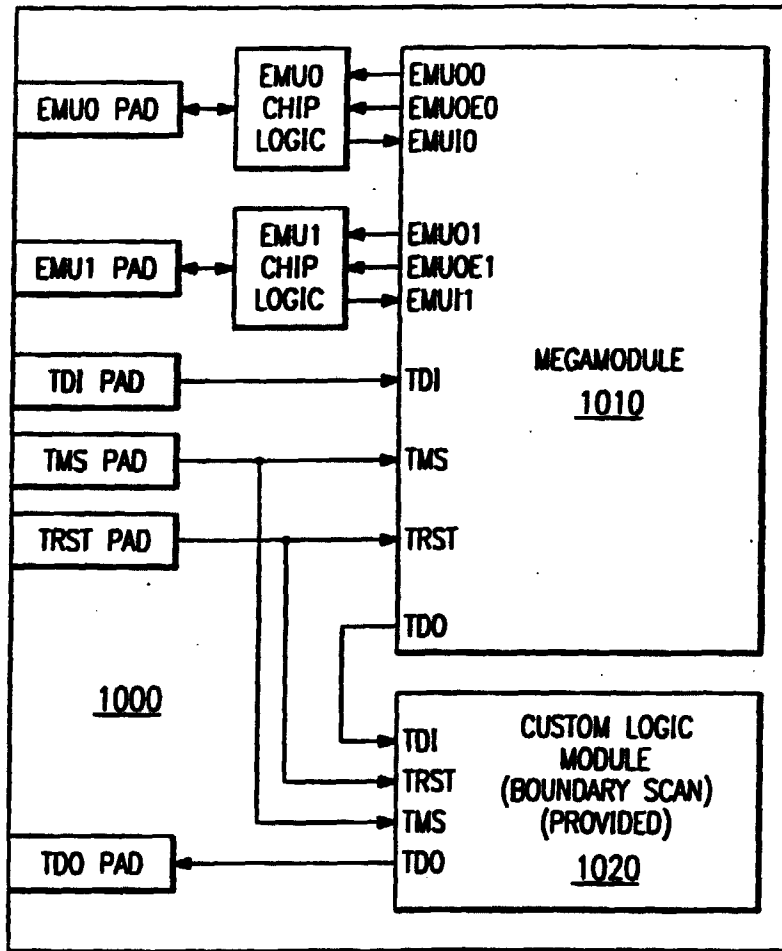 EMU0 PAD
EMU0
CHIP
LOGIC
EMUO0
EMUOE0
EMUI0
EMU1 PAD
EMU1
CHIP
LOGIC
EMUO1
EMUOE1
EMUI1
MEGAMODULE
1010
TDI PAD
TDI
TMS PAD
TMS
TRST PAD
TRST
TDO
1000
TDI
TRST
TMS
TDO
CUSTOM LOGIC
MODULE
(BOUNDARY SCAN)
(PROVIDED)
1020
TDO PAD